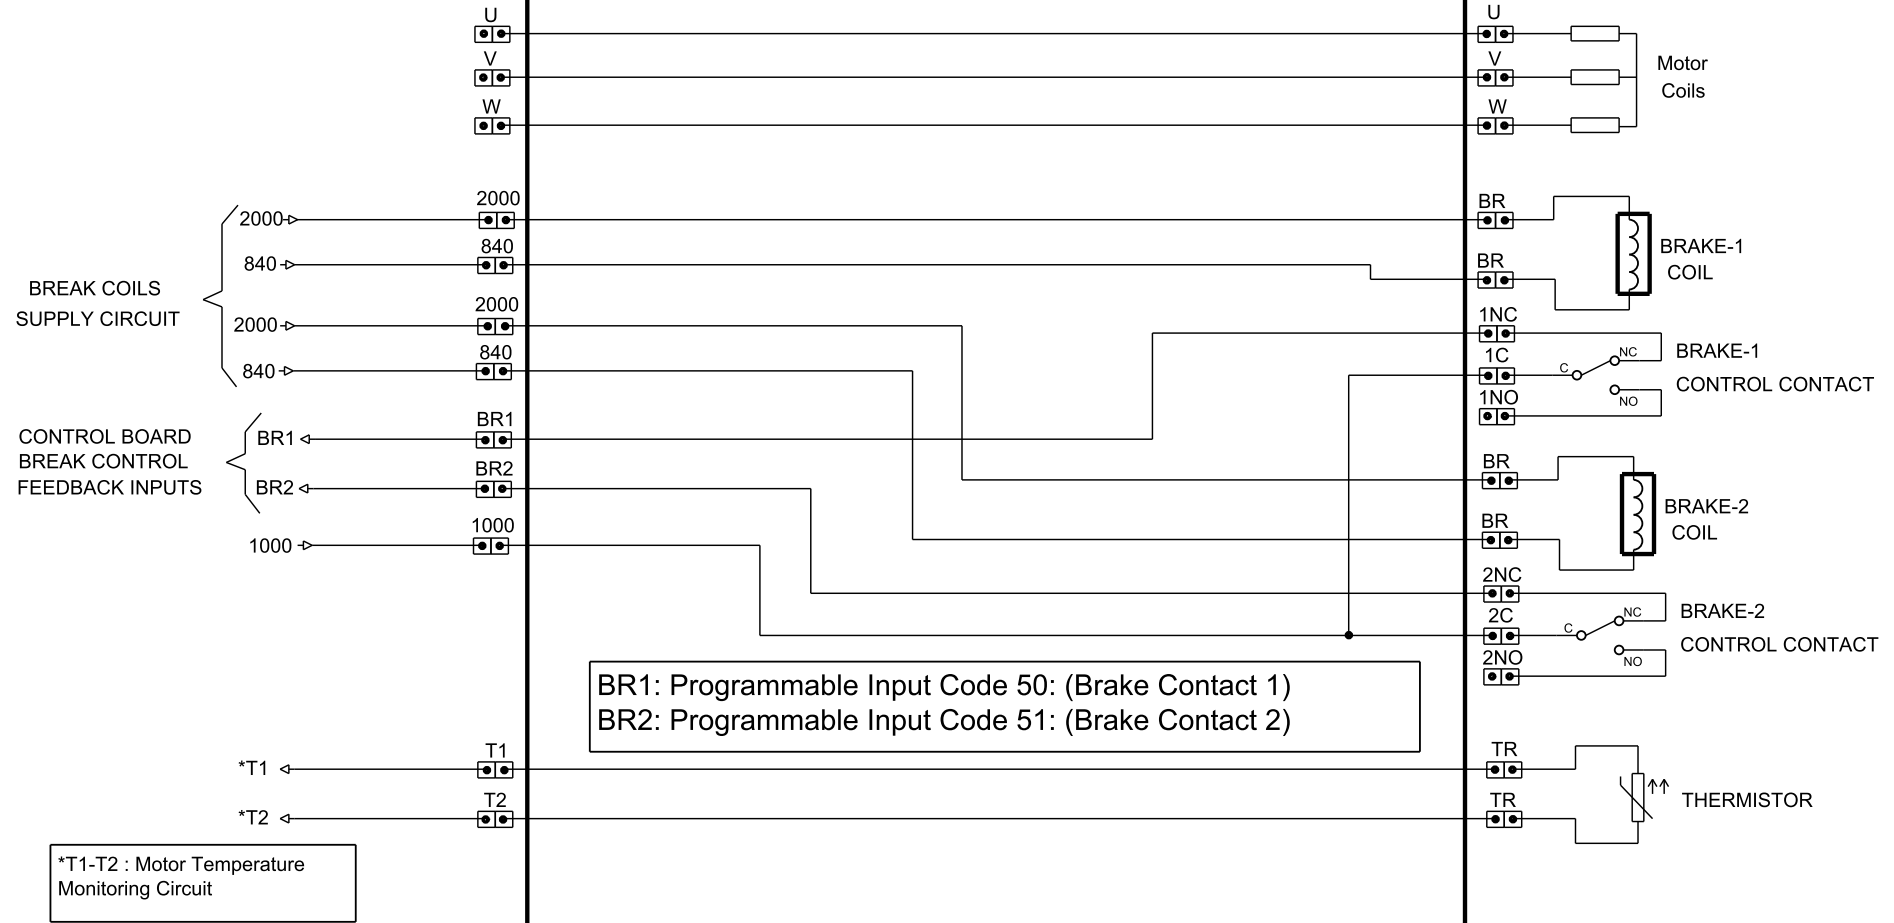 U
U
V
V
W
W
Motor
Coils
2000
2000
BR
840
840
BR
BRAKE-1
COIL
BREAK COILS
SUPPLY CIRCUIT
2000
2000
840
840
1NC
1C
1NO
C
NC
NO
BRAKE-1
CONTROL CONTACT
CONTROL BOARD
BREAK CONTROL
FEEDBACK INPUTS
BR1
BR1
BR2
BR2
1000
1000
BR
BR
BRAKE-2
COIL
2NC
2C
2NO
C
NC
NO
BRAKE-2
CONTROL CONTACT
BR1: Programmable Input Code 50: (Brake Contact 1)
BR2: Programmable Input Code 51: (Brake Contact 2)
*T1
T1
TR
*T2
T2
TR
THERMISTOR
*T1-T2 : Motor Temperature
Monitoring Circuit